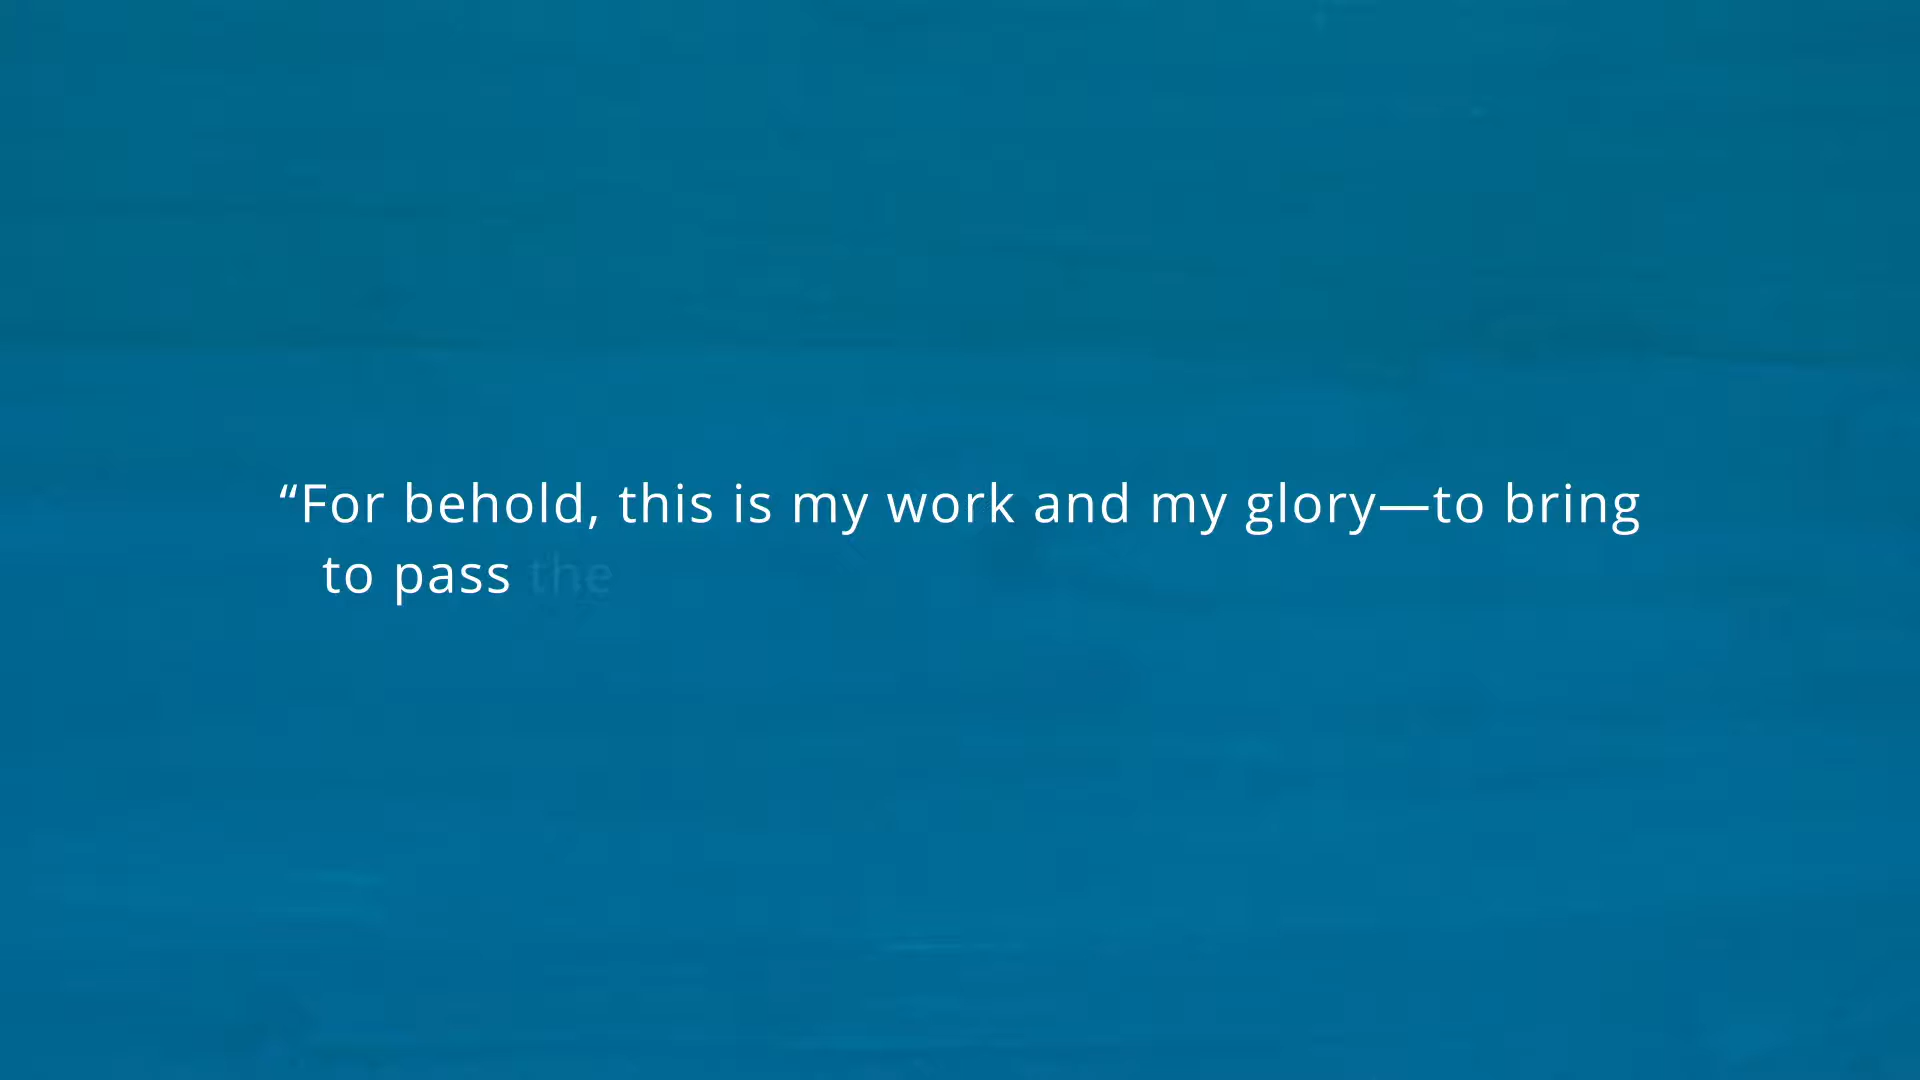 “For behold, this is my work and my glory—to bring
to pass the